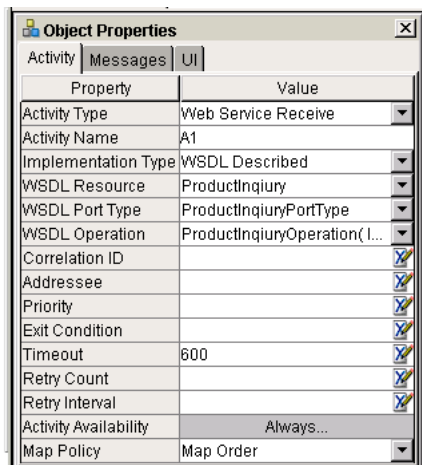 Object Properties
Activity Messages UI
Property Value
Activity Type Web Service Receive
Activity Name A1
Implementation Type WSDL Described
WSDL Resource ProductInqiury
WSDL Port Type ProductInqiuryPortType
WSDL Operation ProductInqiuryOperation( I...
Correlation ID
Addressee
Priority
Exit Condition
Timeout 600
Retry Count
Retry Interval
Activity Availability Always...
Map Policy Map Order